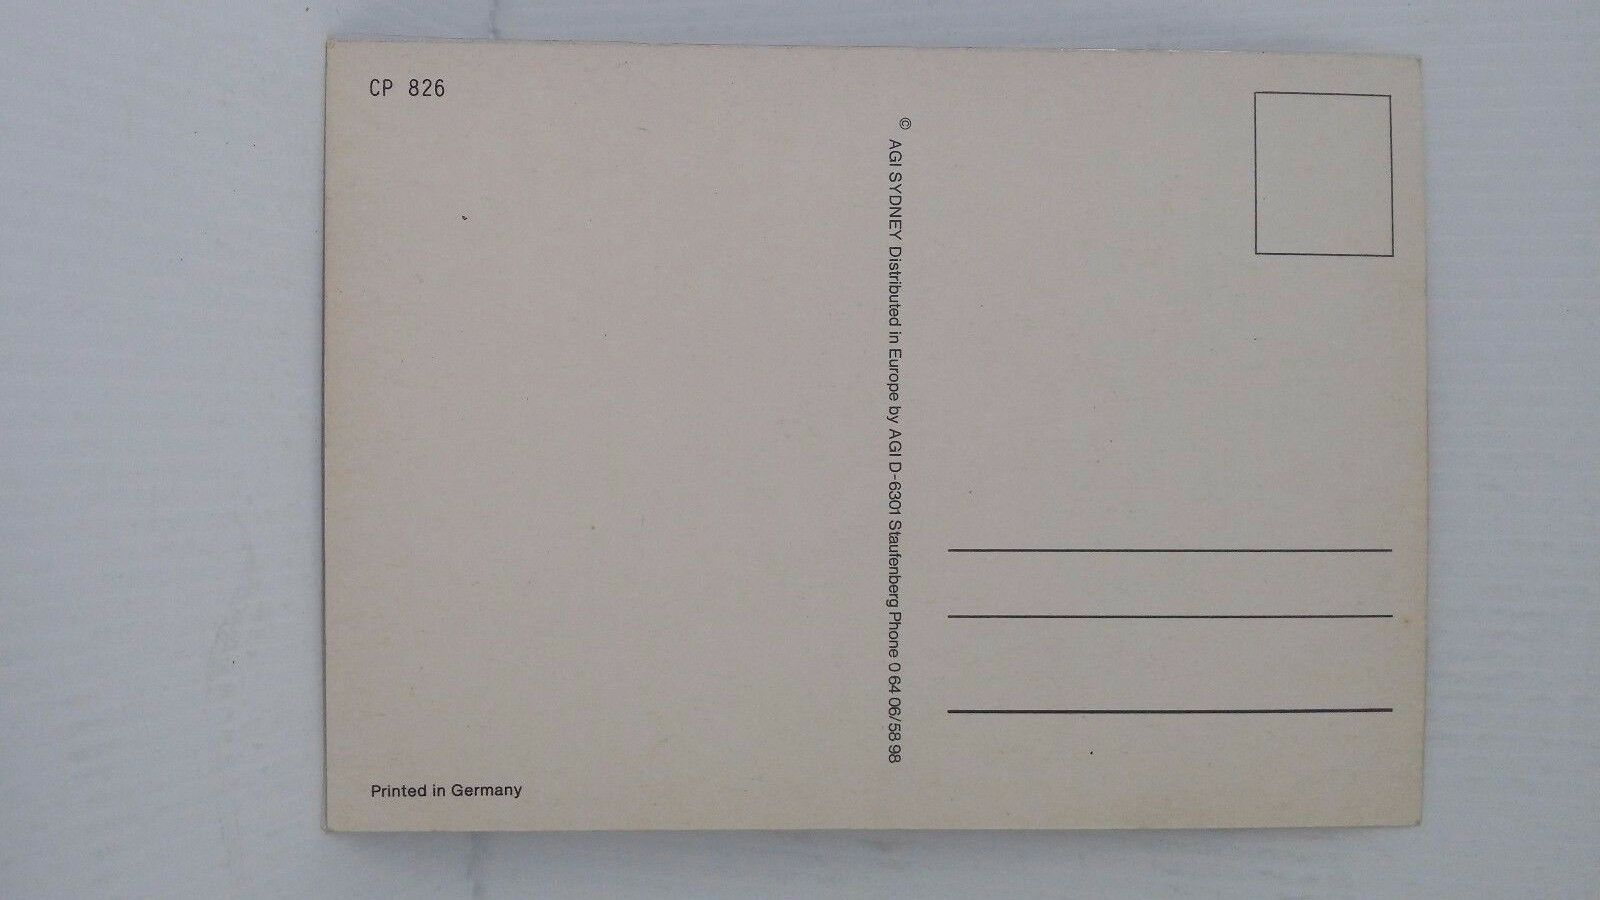 CP 826
© AGI SYDNEY Distributed in Europe by AGI D-6301 Staufenberg Phone 0 64 06/58 98
Printed in Germany